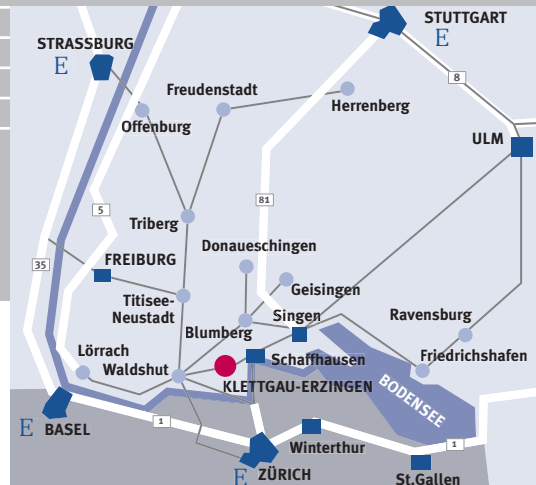 STUTTGART
E
STRASSBURG
E
8
Freudenstadt
Herrenberg
Offenburg
ULM
81
5
Triberg
Donaueschingen
35
FREIBURG
Geisingen
Titisee-
Neustadt
Singen
Ravensburg
Blumberg
Lörrach
Schaffhausen
Friedrichshafen
Waldshut
KLETTGAU-ERZINGEN
BODENSEE
E
BASEL
1
Winterthur
1
E
ZÜRICH
St.Gallen